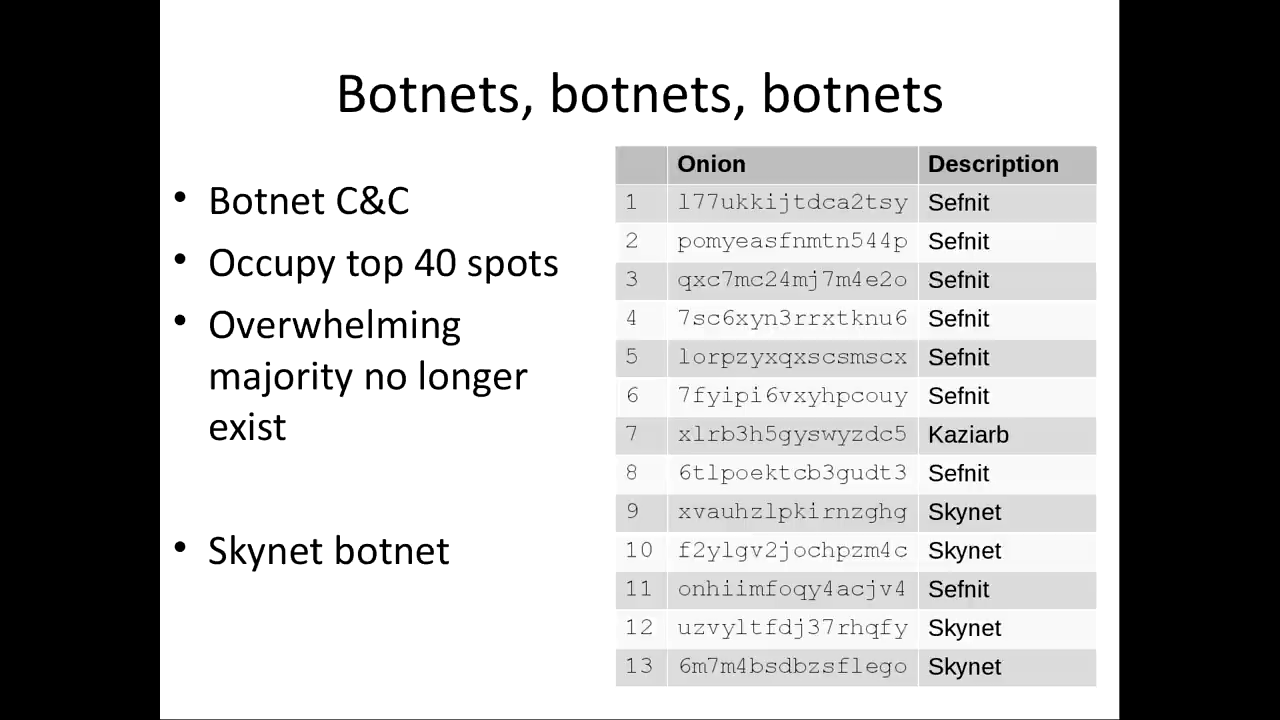 Botnets, botnets, botnets
• Botnet C&C
• Occupy top 40 spots
• Overwhelming
majority no longer
exist
• Skynet botnet
Onion Description
1 l77ukkijtdca2tsy Sefnit
2 pomyeasfnmtn544p Sefnit
3 qxc7mc24mj7m4e2o Sefnit
4 7sc6xyn3rrxtknu6 Sefnit
5 lorpzyxqxscsmscx Sefnit
6 7fyipi6vxyhpcouy Sefnit
7 xlrb3h5gyswyzdc5 Kaziarb
8 6tlpoektcb3gudt3 Sefnit
9 xvauhzlpkirnzghg Skynet
10 f2ylgv2jochpzm4c Skynet
11 onhiimfoqy4acjv4 Sefnit
12 uzvyltfdj37rhqfy Skynet
13 6m7m4bsdbzsflego Skynet